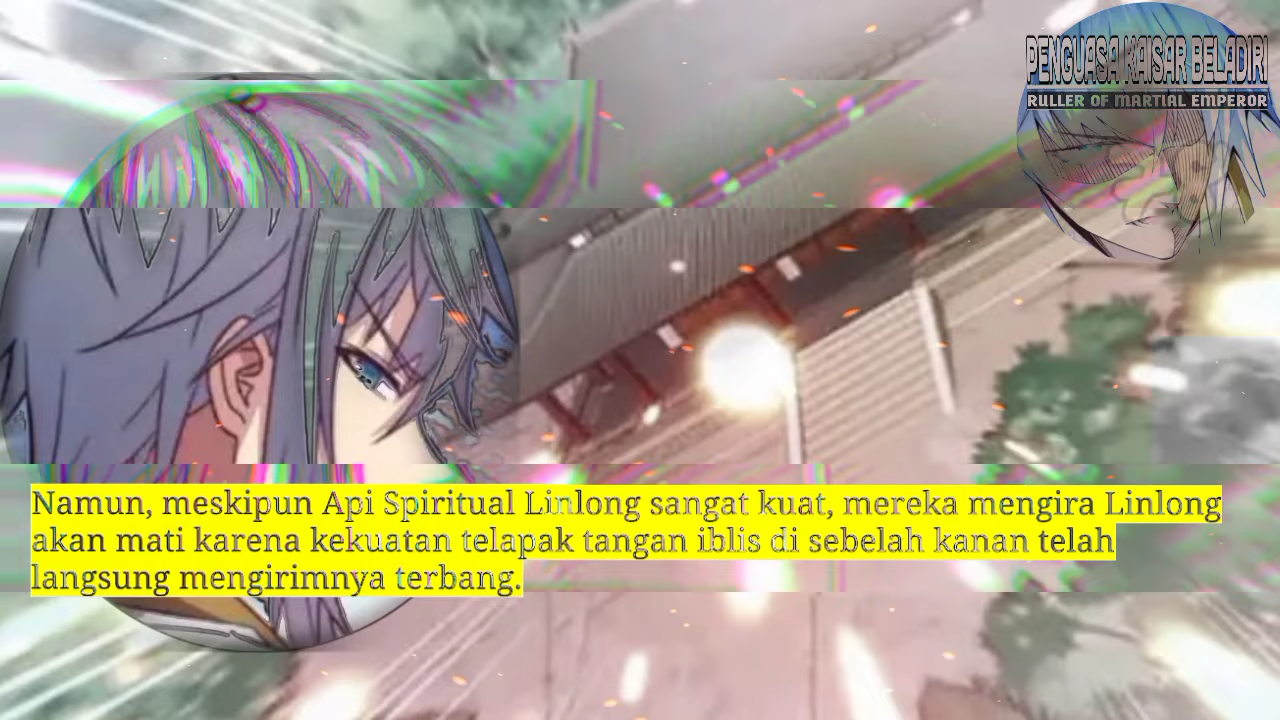 PENGUASA KAISAR BELADIRI
RULLER OF MARTIAL EMPEROR
Namun, meskipun Api Spiritual Linlong sangat kuat, mereka mengira Linlong
akan mati karena kekuatan telapak tangan iblis di sebelah kanan telah
langsung mengirimnya terbang.